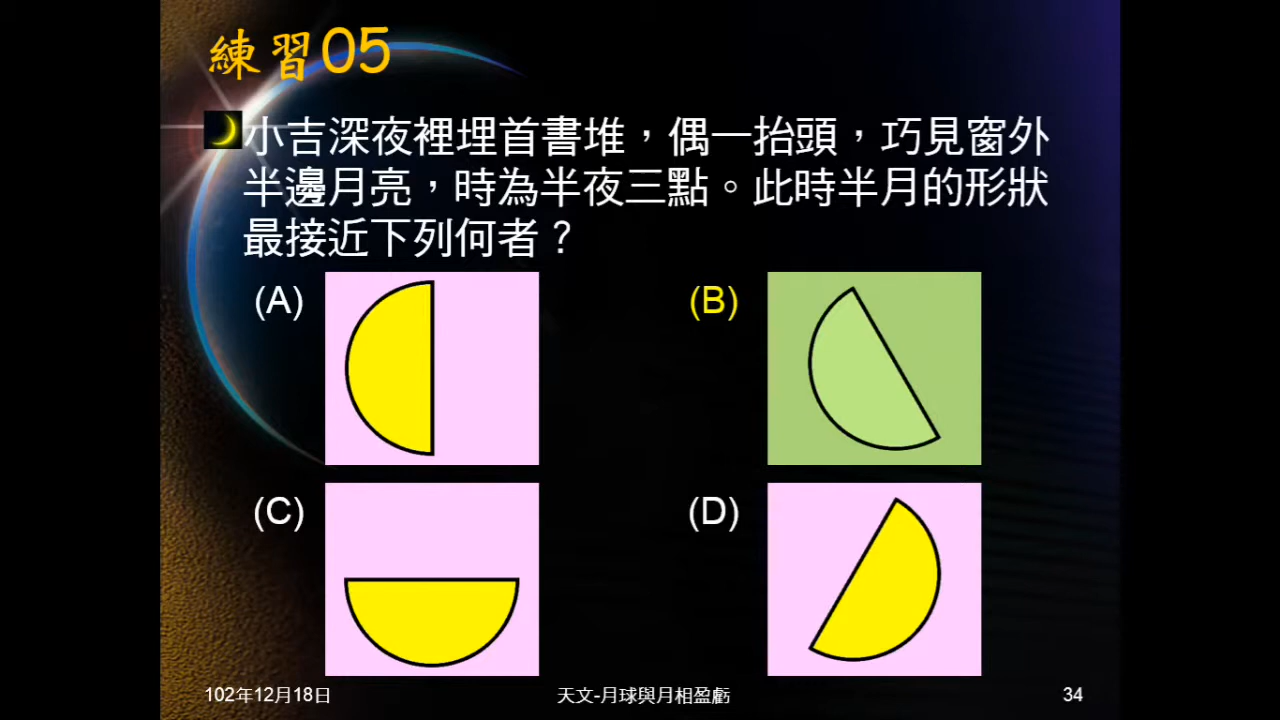 練習05
小吉深夜裡埋首書堆，偶一抬頭，巧見窗外
半邊月亮，時為半夜三點。此時半月的形狀
最接近下列何者？
(A)
(B)
(C)
(D)
102年12月18日
天文-月球與月相盈虧
34